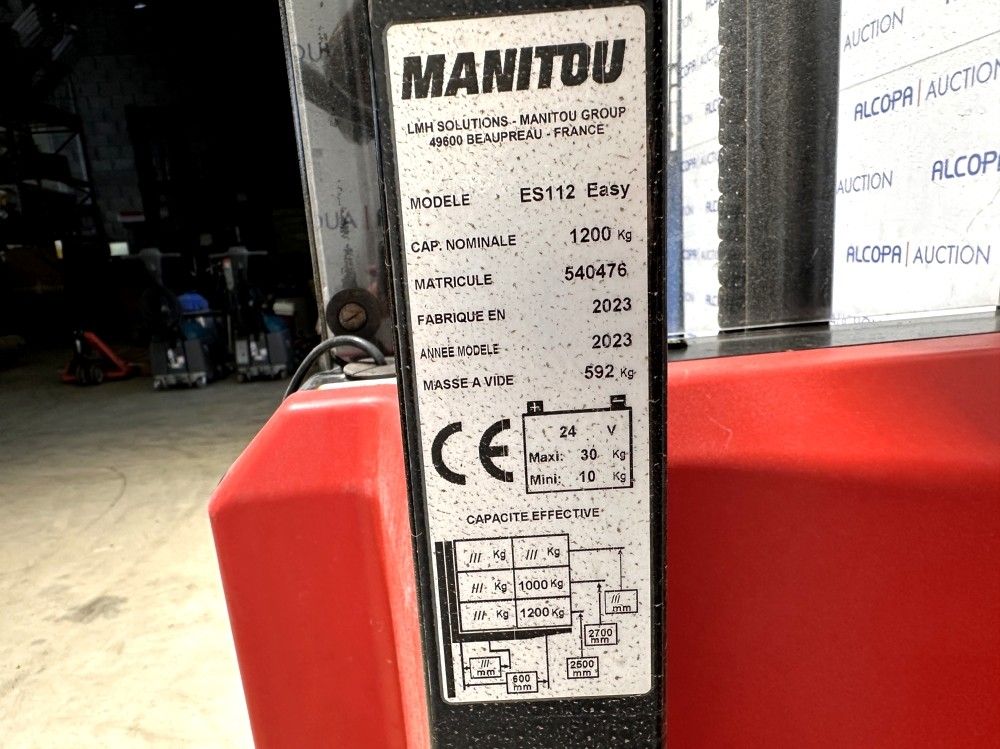 MANITOU
LMH SOLUTIONS - MANITOU GROUP
49600 BEAUPREAU - FRANCE
MODELE ES112 Easy
CAP. NOMINALE 1200 Kg
MATRICULE 540476
FABRIQUE EN 2023
ANNEE MODELE 2023
MASSE A VIDE 592 Kg
CE
+ -
24 V
Maxi: 30 Kg
Mini: 10 Kg
CAPACITE EFFECTIVE
/// Kg /// Kg
/// Kg 1000 Kg
/// Kg 1200 Kg
/// mm
2700 mm
2500 mm
/// mm
600 mm
AUCTION
ALCOPA | AUCTION
AUCTION
ALCOP
ALCOPA | AUCTION